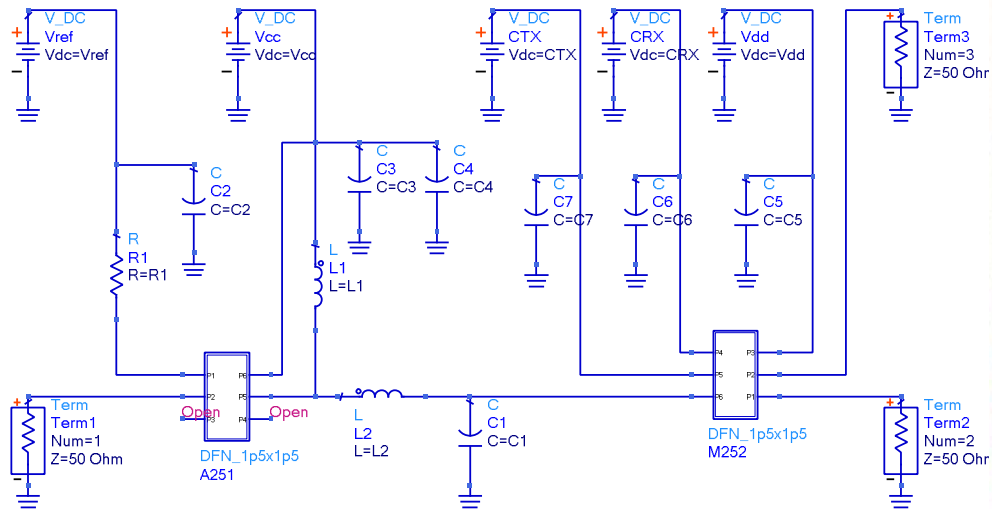 V_DC
Vref
Vdc=Vref
V_DC
Vcc
Vdc=Vcc
V_DC
CTX
Vdc=CTX
V_DC
CRX
Vdc=CRX
V_DC
Vdd
Vdc=Vdd
Term
Term3
Num=3
Z=50 Ohr
C
C2
C=C2
C
C3
C=C3
C
C4
C=C4
C
C7
C=C7
C
C6
C=C6
C
C5
C=C5
R
R1
R=R1
L
L1
L=L1
P1
P2
P3
P6
P5
P4
Open
Open
DFN_1p5x1p5
A251
Term
Term1
Num=1
Z=50 Ohm
L
L2
L=L2
C
C1
C=C1
P4
P5
P6
P3
P2
P1
DFN_1p5x1p5
M252
Term
Term2
Num=2
Z=50 Ohr